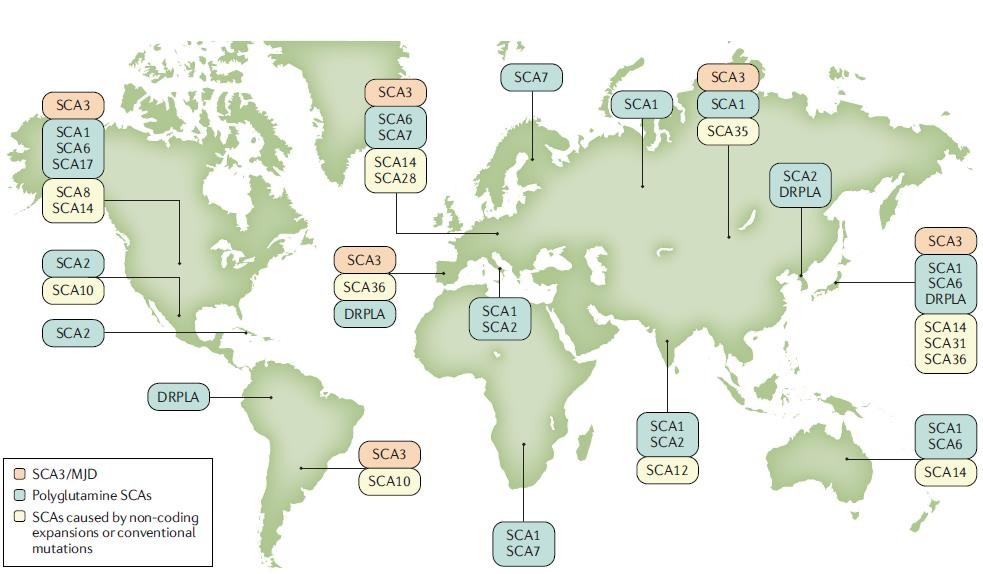 SCA7
SCA3
SCA1
SCA35
SCA3
SCA6
SCA7
SCA14
SCA28
SCA1
SCA3
SCA1
SCA6
SCA17
SCA8
SCA14
SCA2
DRPLA
SCA3
SCA1
SCA6
DRPLA
SCA14
SCA31
SCA36
SCA2
SCA10
SCA3
SCA36
DRPLA
SCA1
SCA2
SCA2
DRPLA
SCA1
SCA2
SCA12
SCA1
SCA6
SCA14
SCA3
SCA10
SCA1
SCA7
SCA3/MJD
Polyglutamine SCAs
SCAs caused by non-coding
expansions or conventional
mutations